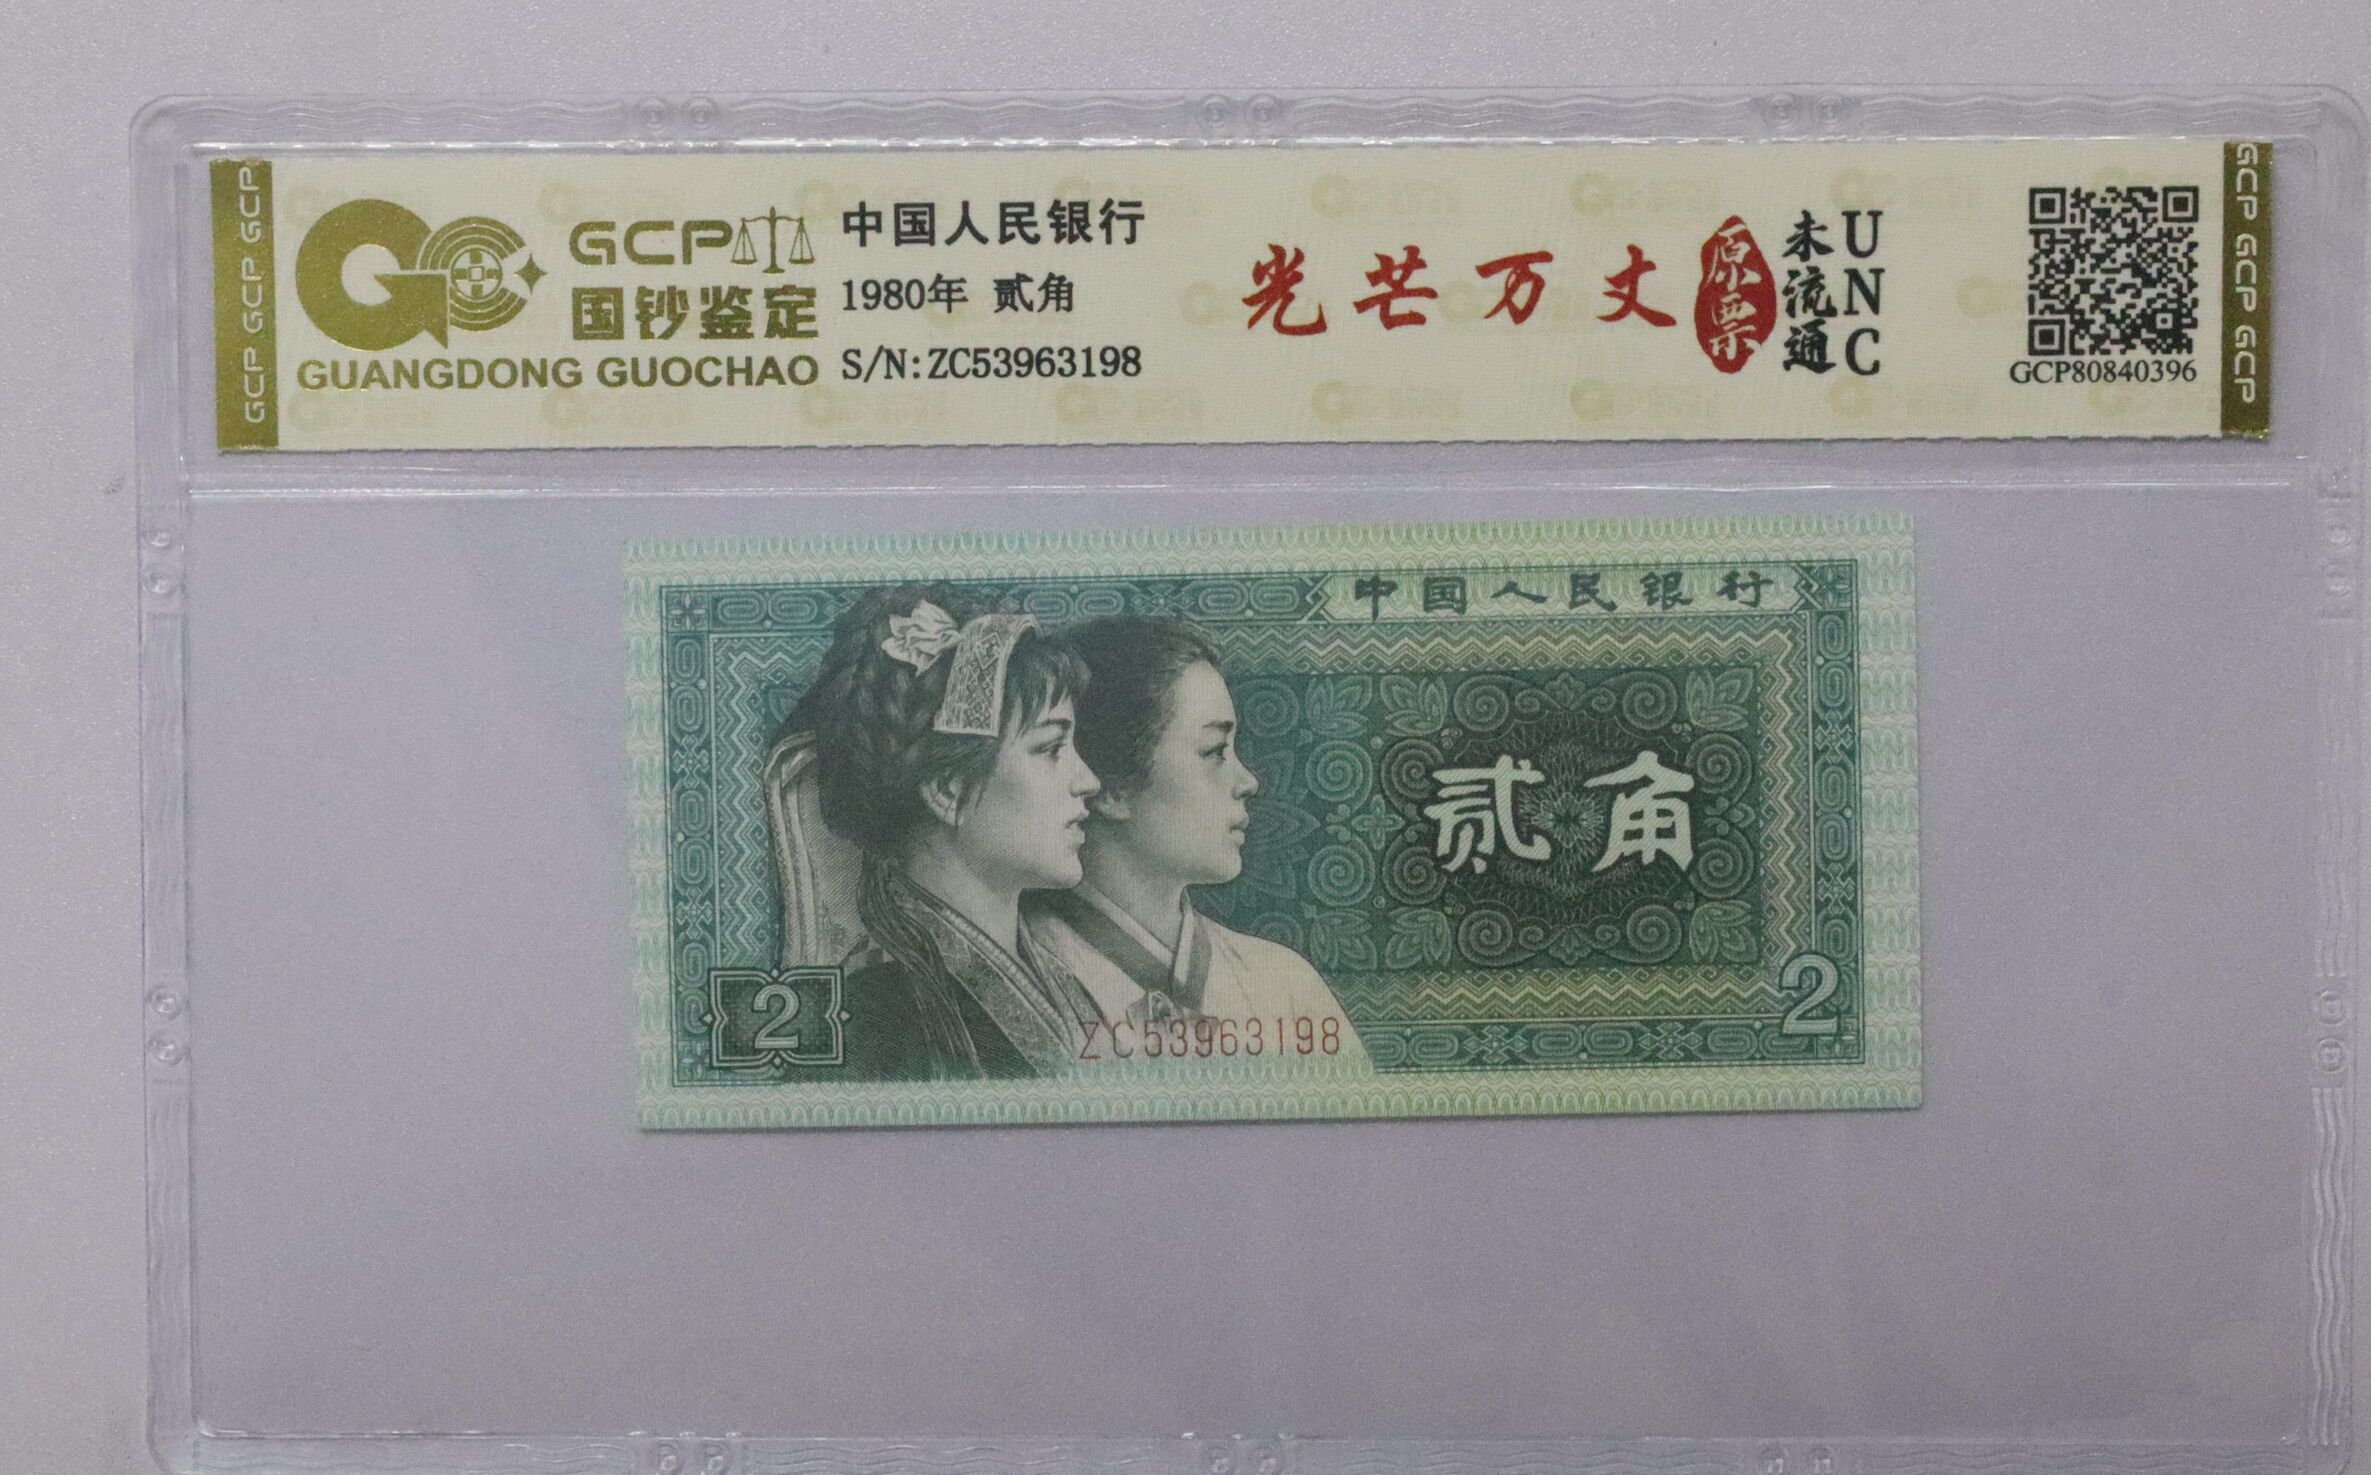 GCP GCP GCP
GCP
国钞鉴定
GUANGDONG GUOCHAO
中国人民银行
1980年 贰角
S/N:ZC53963198
光芒万丈
原票
未流通
UNC
GCP80840396
GCP GCP GCP
中国人民银行
贰角
2
2
ZC53963198